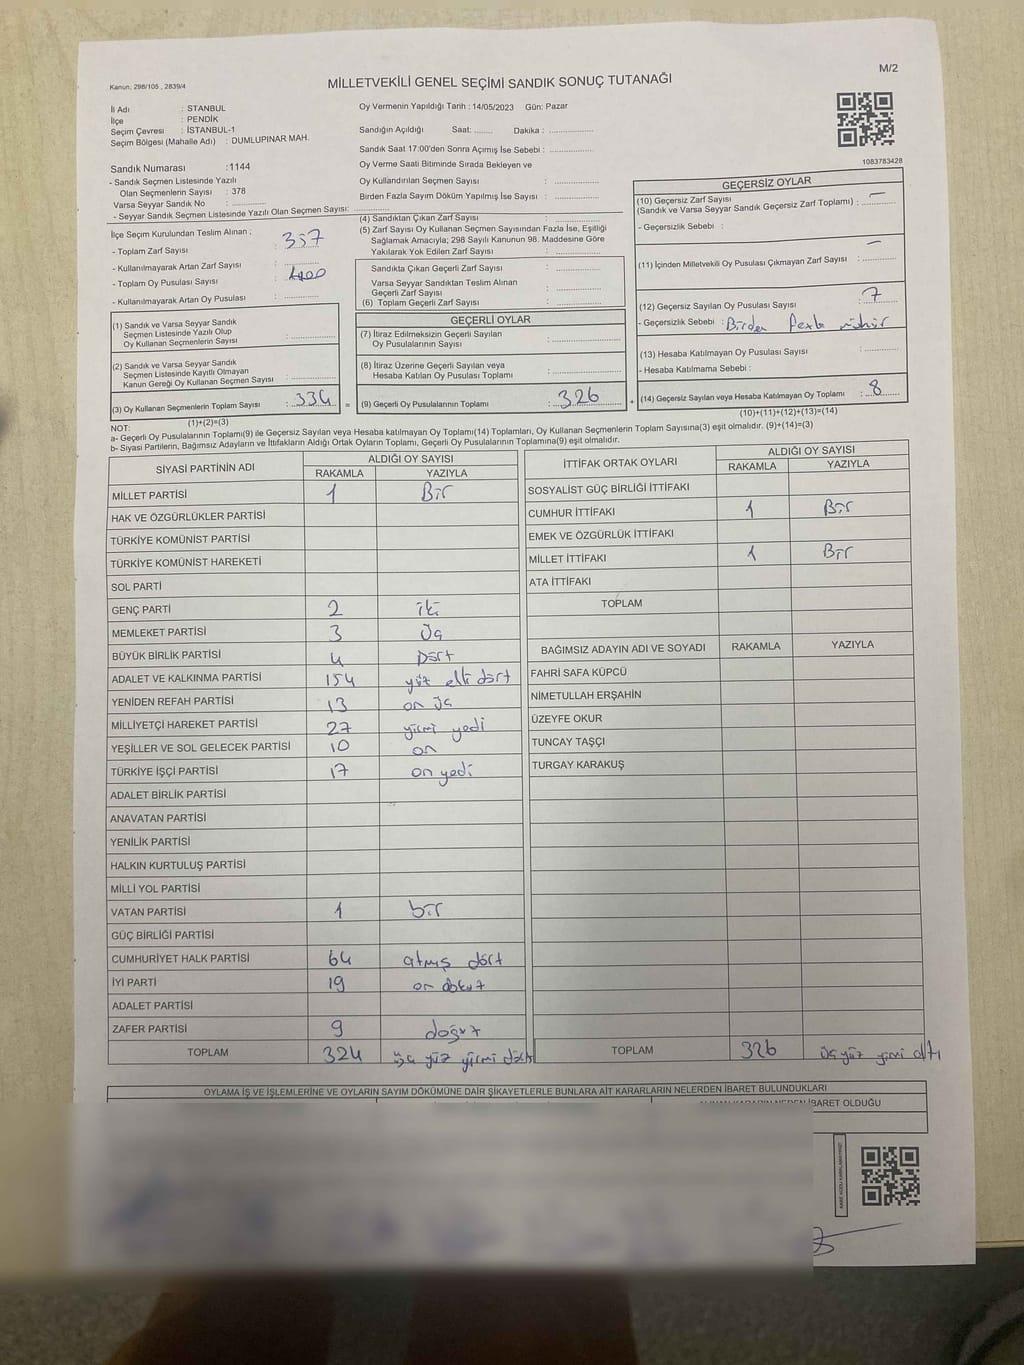 M/2
Kanun: 298/105 , 2839/4
MİLLETVEKİLİ GENEL SEÇİMİ SANDIK SONUÇ TUTANAĞI
İl Adı : STANBUL
İlçe : PENDİK
Seçim Çevresi : İSTANBUL-1
Seçim Bölgesi (Mahalle Adı) : DUMLUPINAR MAH.
Sandık Numarası :1144
- Sandık Seçmen Listesinde Yazılı
Olan Seçmenlerin Sayısı : 378
Varsa Seyyar Sandık No : ...............
- Seyyar Sandık Seçmen Listesinde Yazılı Olan Seçmen Sayısı: ...............
İlçe Seçim Kurulundan Teslim Alınan :
- Toplam Zarf Sayısı : 357
- Kullanılmayarak Artan Zarf Sayısı : ...............
- Toplam Oy Pusulası Sayısı : 400
- Kullanılmayarak Artan Oy Pusulası : ...............
(1) Sandık ve Varsa Seyyar Sandık
Seçmen Listesinde Yazılı Olup
Oy Kullanan Seçmenlerin Sayısı : ...............
(2) Sandık ve Varsa Seyyar Sandık
Seçmen Listesinde Kayıtlı Olmayan
Kanun Gereği Oy Kullanan Seçmen Sayısı : ...............
(3) Oy Kullanan Seçmenlerin Toplam Sayısı : 334 =
(1)+(2)=(3)
Oy Vermenin Yapıldığı Tarih : 14/05/2023 Gün: Pazar
Sandığın Açıldığı Saat: ........ Dakika : ...............
Sandık Saat 17:00'den Sonra Açımış İse Sebebi : ...............
Oy Verme Saati Bitiminde Sırada Bekleyen ve
Oy Kullandırılan Seçmen Sayısı : ...............
Birden Fazla Sayım Döküm Yapılmış İse Sayısı : ...............
(4) Sandıktan Çıkan Zarf Sayısı : ...............
(5) Zarf Sayısı Oy Kullanan Seçmen Sayısından Fazla İse, Eşitliği
Sağlamak Amacıyla; 298 Sayılı Kanunun 98. Maddesine Göre
Yakılarak Yok Edilen Zarf Sayısı : ...............
Sandıkta Çıkan Geçerli Zarf Sayısı : ...............
Varsa Seyyar Sandıktan Teslim Alınan
Geçerli Zarf Sayısı : ...............
(6) Toplam Geçerli Zarf Sayısı : ...............
GEÇERLİ OYLAR
(7) İtiraz Edilmeksizin Geçerli Sayılan
Oy Pusulalarının Sayısı : ...............
(8) İtiraz Üzerine Geçerli Sayılan veya
Hesaba Katılan Oy Pusulası Toplamı : ...............
(9) Geçerli Oy Pusulalarının Toplamı : 326 +
1083783428
GEÇERSİZ OYLAR
(10) Geçersiz Zarf Sayısı
(Sandık ve Varsa Seyyar Sandık Geçersiz Zarf Toplamı) : —
- Geçersizlik Sebebi :
(11) İçinden Milletvekili Oy Pusulası Çıkmayan Zarf Sayısı : —
(12) Geçersiz Sayılan Oy Pusulası Sayısı : 7
- Geçersizlik Sebebi : Birden fazla mühür
(13) Hesaba Katılmayan Oy Pusulası Sayısı : ...............
- Hesaba Katılmama Sebebi :
(14) Geçersiz Sayılan veya Hesaba Katılmayan Oy Toplamı : 8
(10)+(11)+(12)+(13)=(14)
NOT:
a- Geçerli Oy Pusulalarının Toplamı(9) ile Geçersiz Sayılan veya Hesaba katılmayan Oy Toplamı(14) Toplamları, Oy Kullanan Seçmenlerin Toplam Sayısına(3) eşit olmalıdır. (9)+(14)=(3)
b- Siyasi Partilerin, Bağımsız Adayların ve İttifakların Aldığı Ortak Oyların Toplamı, Geçerli Oy Pusulalarının Toplamına(9) eşit olmalıdır.
SİYASİ PARTİNİN ADI ALDIĞI OY SAYISI
RAKAMLA YAZIYLA
MİLLET PARTİSİ 1 Bir
HAK VE ÖZGÜRLÜKLER PARTİSİ
TÜRKİYE KOMÜNİST PARTİSİ
TÜRKİYE KOMÜNİST HAREKETİ
SOL PARTİ
GENÇ PARTİ 2 iki
MEMLEKET PARTİSİ 3 Üç
BÜYÜK BİRLİK PARTİSİ 4 Dört
ADALET VE KALKINMA PARTİSİ 154 yüz elli dört
YENİDEN REFAH PARTİSİ 13 on üç
MİLLİYETÇİ HAREKET PARTİSİ 27 yirmi yedi
YEŞİLLER VE SOL GELECEK PARTİSİ 10 on
TÜRKİYE İŞÇİ PARTİSİ 17 on yedi
ADALET BİRLİK PARTİSİ
ANAVATAN PARTİSİ
YENİLİK PARTİSİ
HALKIN KURTULUŞ PARTİSİ
MİLLİ YOL PARTİSİ
VATAN PARTİSİ 1 bir
GÜÇ BİRLİĞİ PARTİSİ
CUMHURİYET HALK PARTİSİ 64 atmış dört
İYİ PARTİ 19 on dokuz
ADALET PARTİSİ
ZAFER PARTİSİ 9 doğuz
TOPLAM 324 üç yüz yirmi dört
İTTİFAK ORTAK OYLARI ALDIĞI OY SAYISI
RAKAMLA YAZIYLA
SOSYALİST GÜÇ BİRLİĞİ İTTİFAKI
CUMHUR İTTİFAKI 1 Bir
EMEK VE ÖZGÜRLÜK İTTİFAKI
MİLLET İTTİFAKI 1 Bir
ATA İTTİFAKI
TOPLAM
BAĞIMSIZ ADAYIN ADI VE SOYADI RAKAMLA YAZIYLA
FAHRİ SAFA KÜPCÜ
NİMETULLAH ERŞAHİN
ÜZEYFE OKUR
TUNCAY TAŞÇI
TURGAY KARAKUŞ
TOPLAM 326 üç yüz yirmi altı
OYLAMA İŞ VE İŞLEMLERİNE VE OYLARIN SAYIM DÖKÜMÜNE DAİR ŞİKAYETLERLE BUNLARA AİT KARARLARIN NELERDEN İBARET BULUNDUKLARI
İBARET OLDUĞU